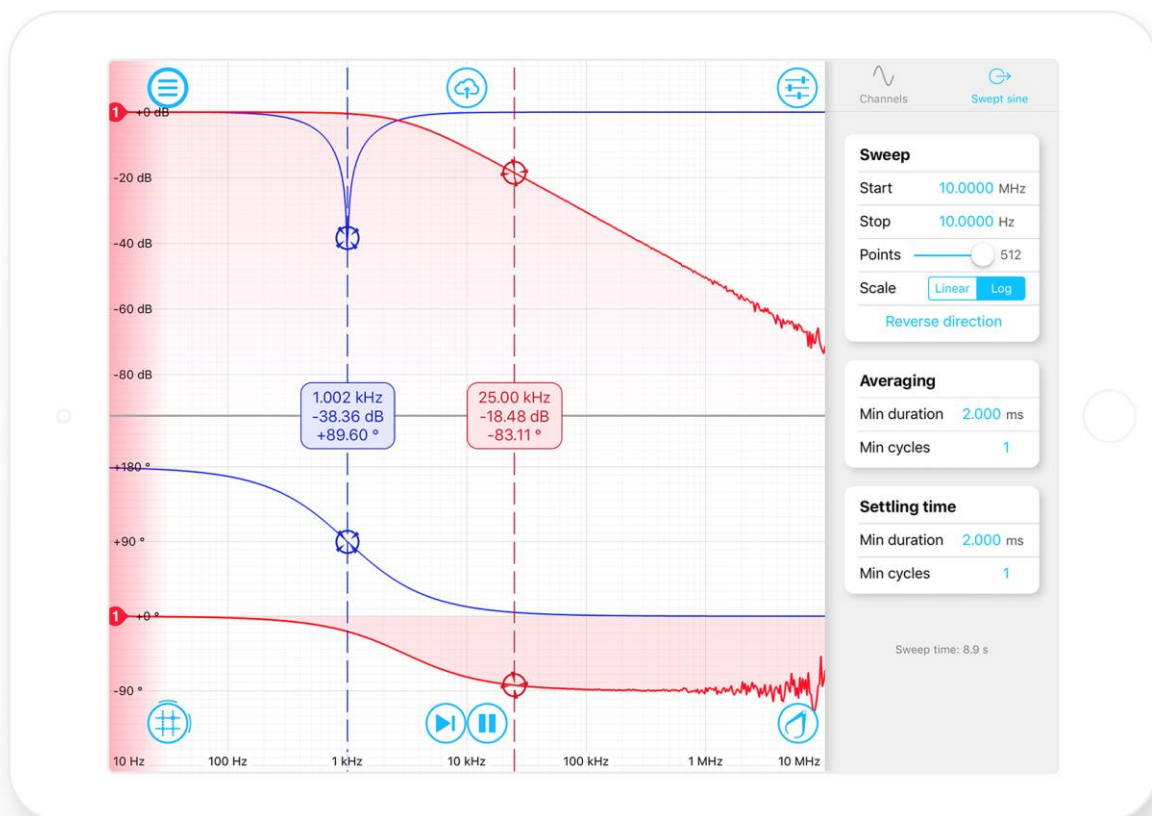 Channels
Swept sine
1
+0 dB
-20 dB
-40 dB
-60 dB
-80 dB
1.002 kHz
-38.36 dB
+89.60 °
25.00 kHz
-18.48 dB
-83.11 °
+180 °
+90 °
1
+0 °
-90 °
10 Hz
100 Hz
1 kHz
10 kHz
100 kHz
1 MHz
10 MHz
Sweep
Start 10.0000 MHz
Stop 10.0000 Hz
Points 512
Scale Linear Log
Reverse direction
Averaging
Min duration 2.000 ms
Min cycles 1
Settling time
Min duration 2.000 ms
Min cycles 1
Sweep time: 8.9 s